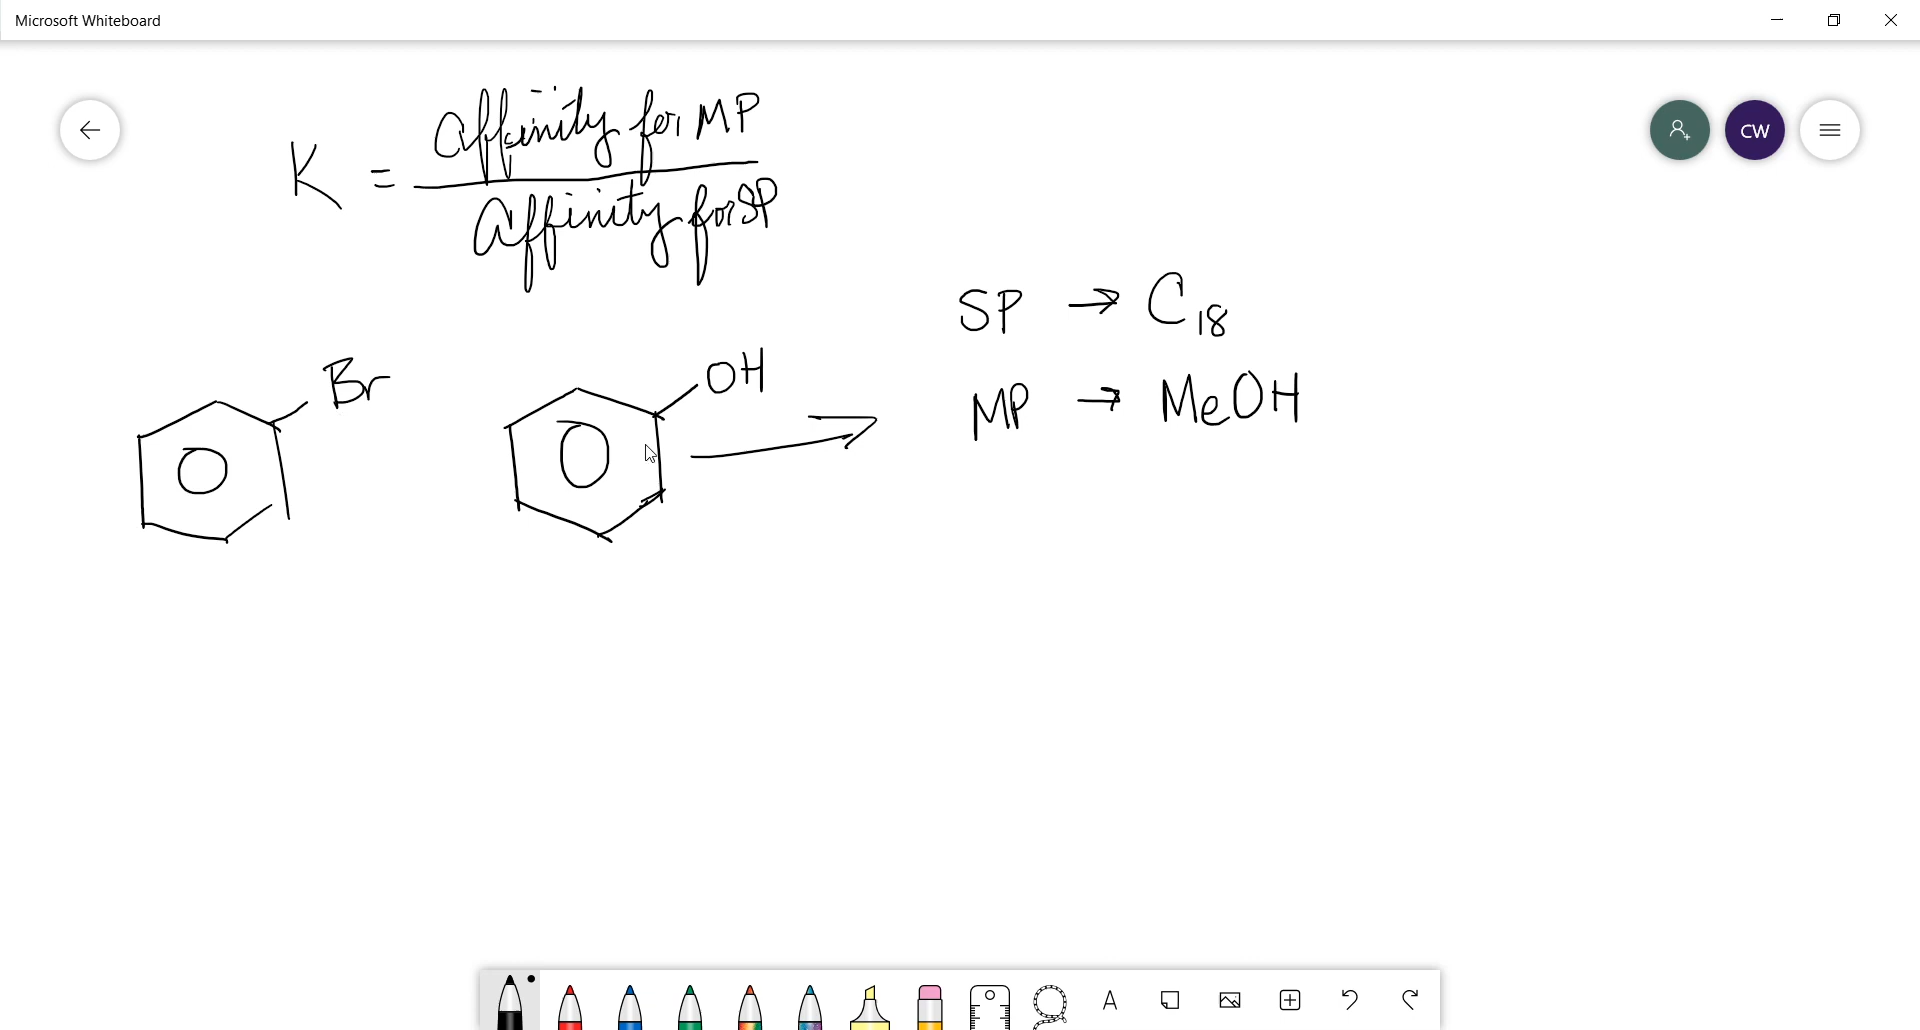 Microsoft Whiteboard
K = affinity for MP
affinity for SP
CW
SP → C18
MP → MeOH
Br
OH
A